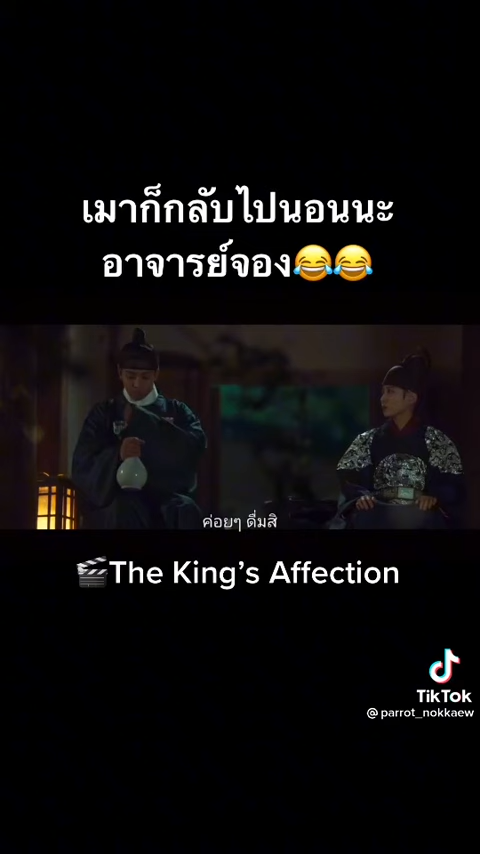 เมาก็กลับไปนอนนะ
อาจารย์จอง😂😂
ค่อยๆ ดื่มสิ
🎬The King’s Affection
TikTok
@parrot_nokkaew